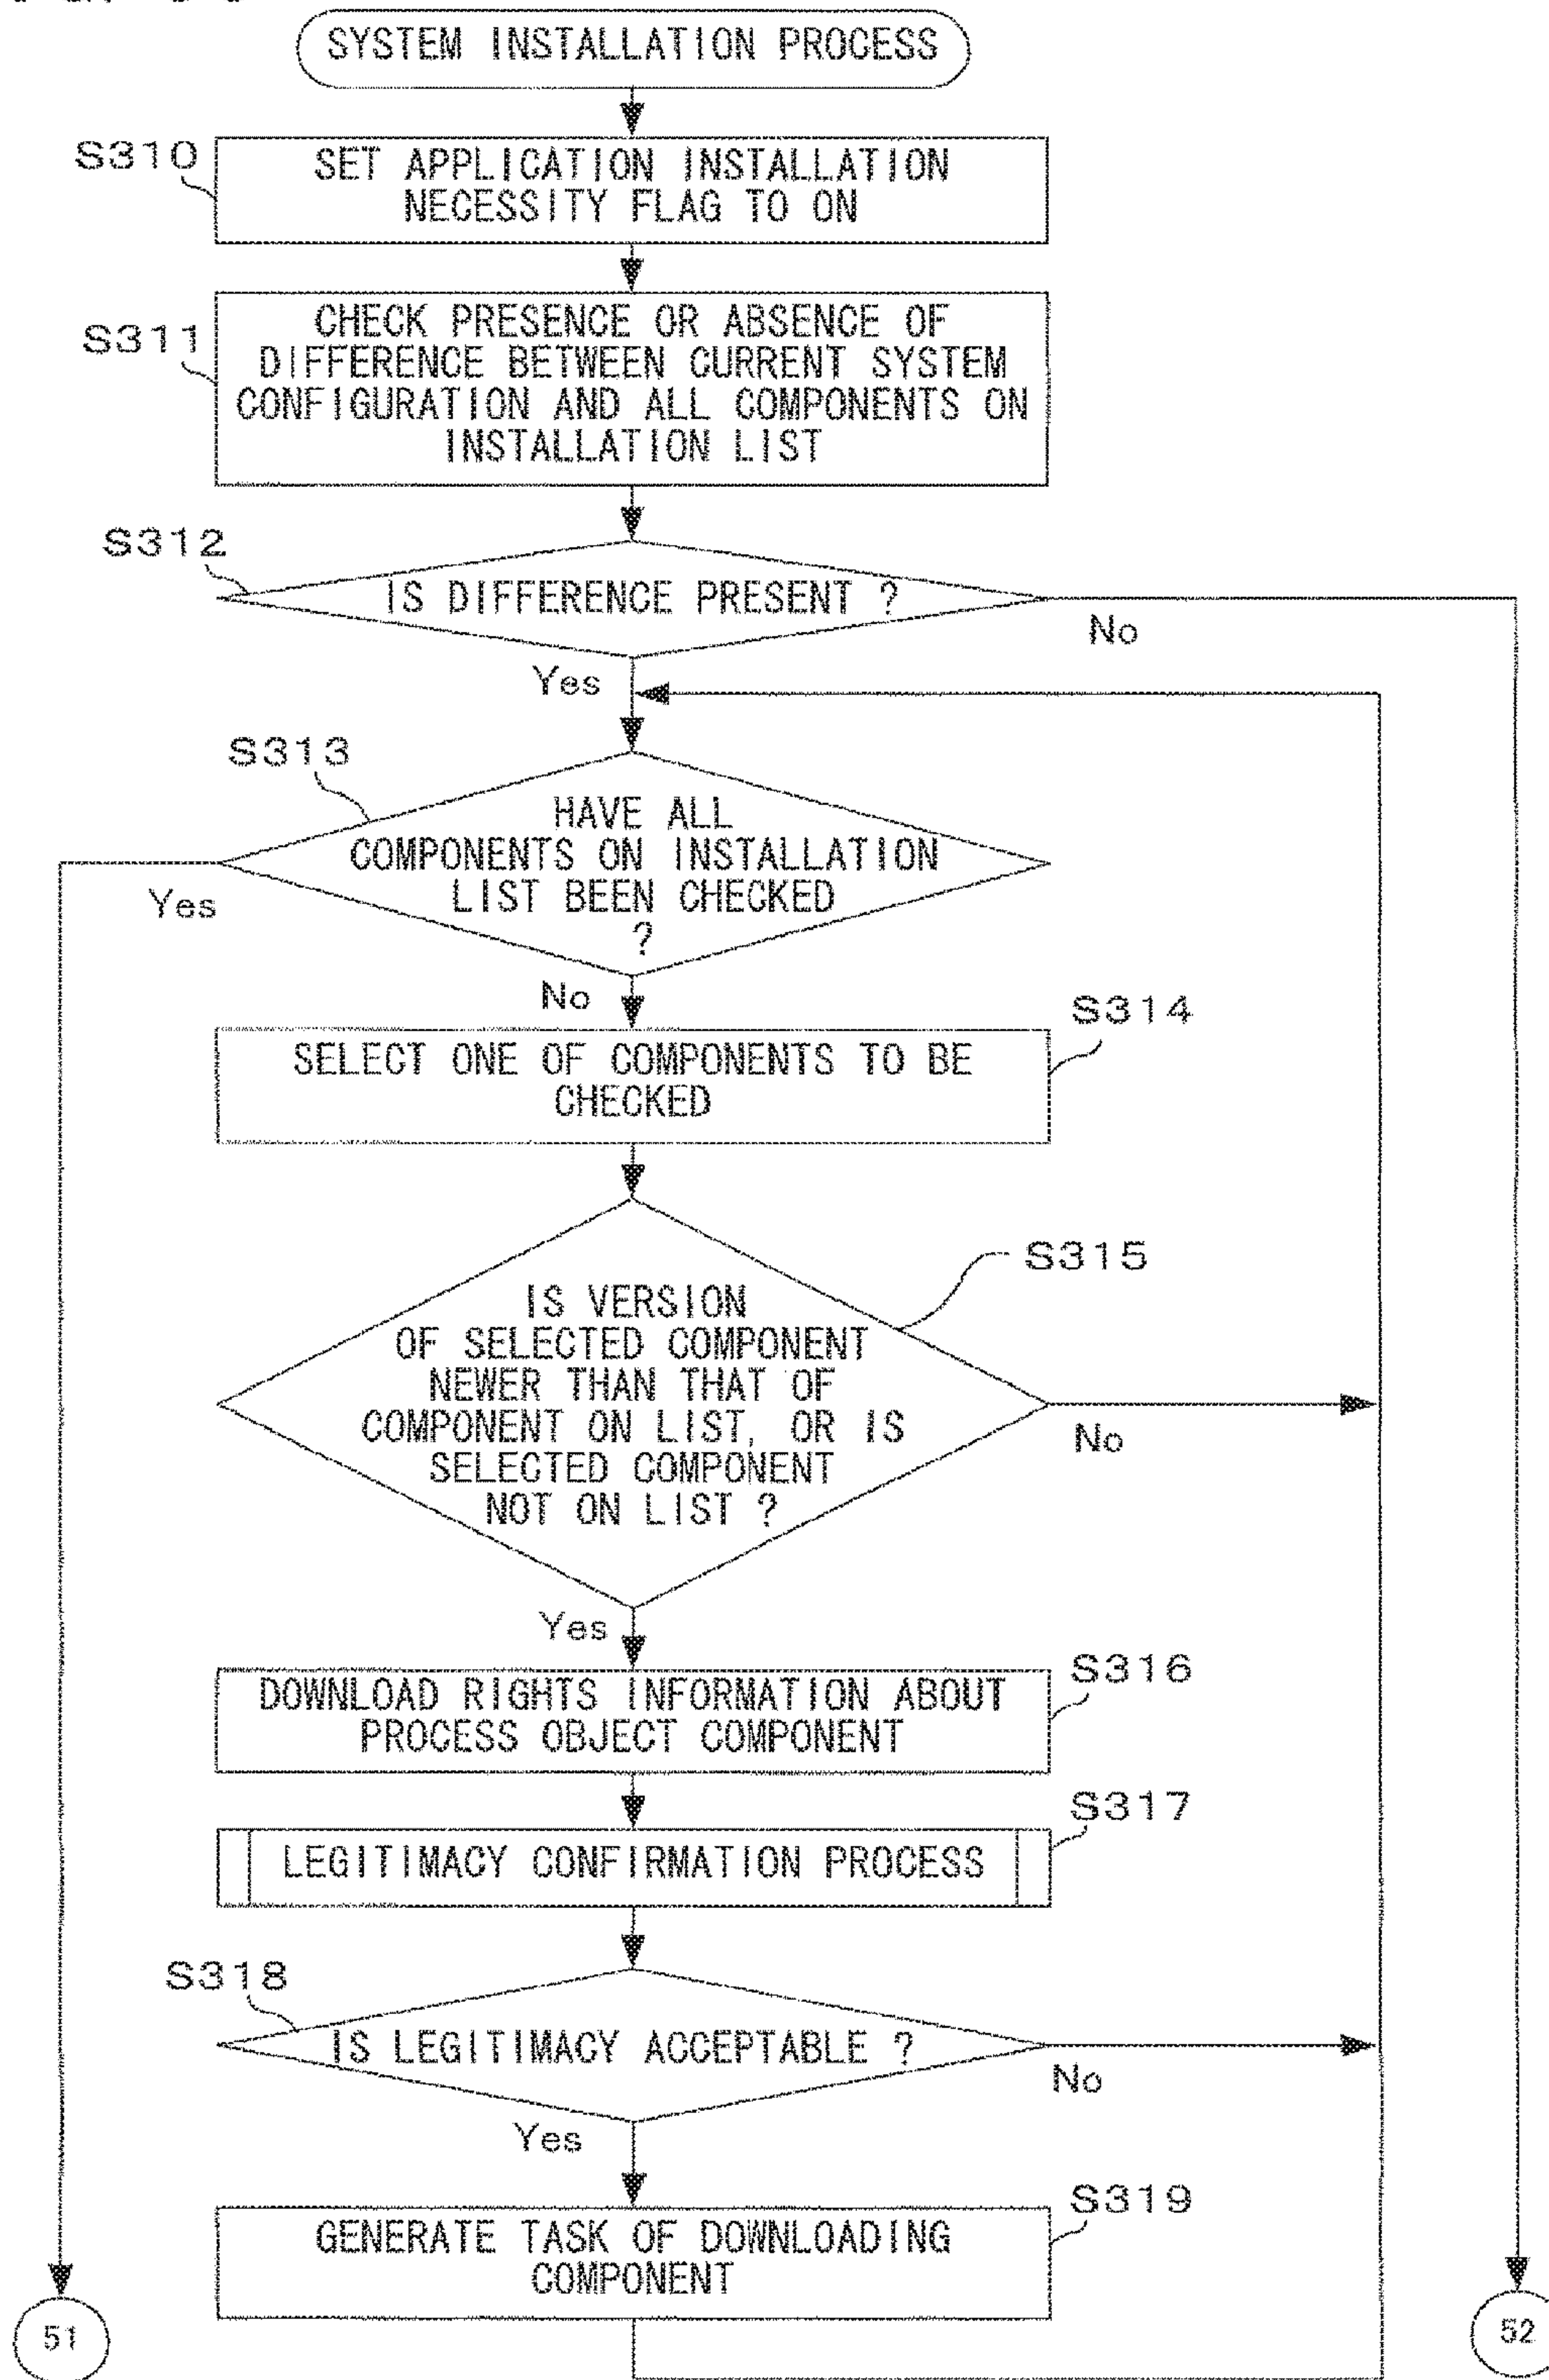 SYSTEM INSTALLATION PROCESS
S310
SET APPLICATION INSTALLATION
NECESSITY FLAG TO ON
S311
CHECK PRESENCE OR ABSENCE OF
DIFFERENCE BETWEEN CURRENT SYSTEM
CONFIGURATION AND ALL COMPONENTS ON
INSTALLATION LIST
S312
IS DIFFERENCE PRESENT ?
No
Yes
S313
HAVE ALL
COMPONENTS ON INSTALLATION
LIST BEEN CHECKED
?
Yes
No
S314
SELECT ONE OF COMPONENTS TO BE
CHECKED
S315
IS VERSION
OF SELECTED COMPONENT
NEWER THAN THAT OF
COMPONENT ON LIST, OR IS
SELECTED COMPONENT
NOT ON LIST ?
No
Yes
S316
DOWNLOAD RIGHTS INFORMATION ABOUT
PROCESS OBJECT COMPONENT
S317
LEGITIMACY CONFIRMATION PROCESS
S318
IS LEGITIMACY ACCEPTABLE ?
No
Yes
S319
GENERATE TASK OF DOWNLOADING
COMPONENT
51
52